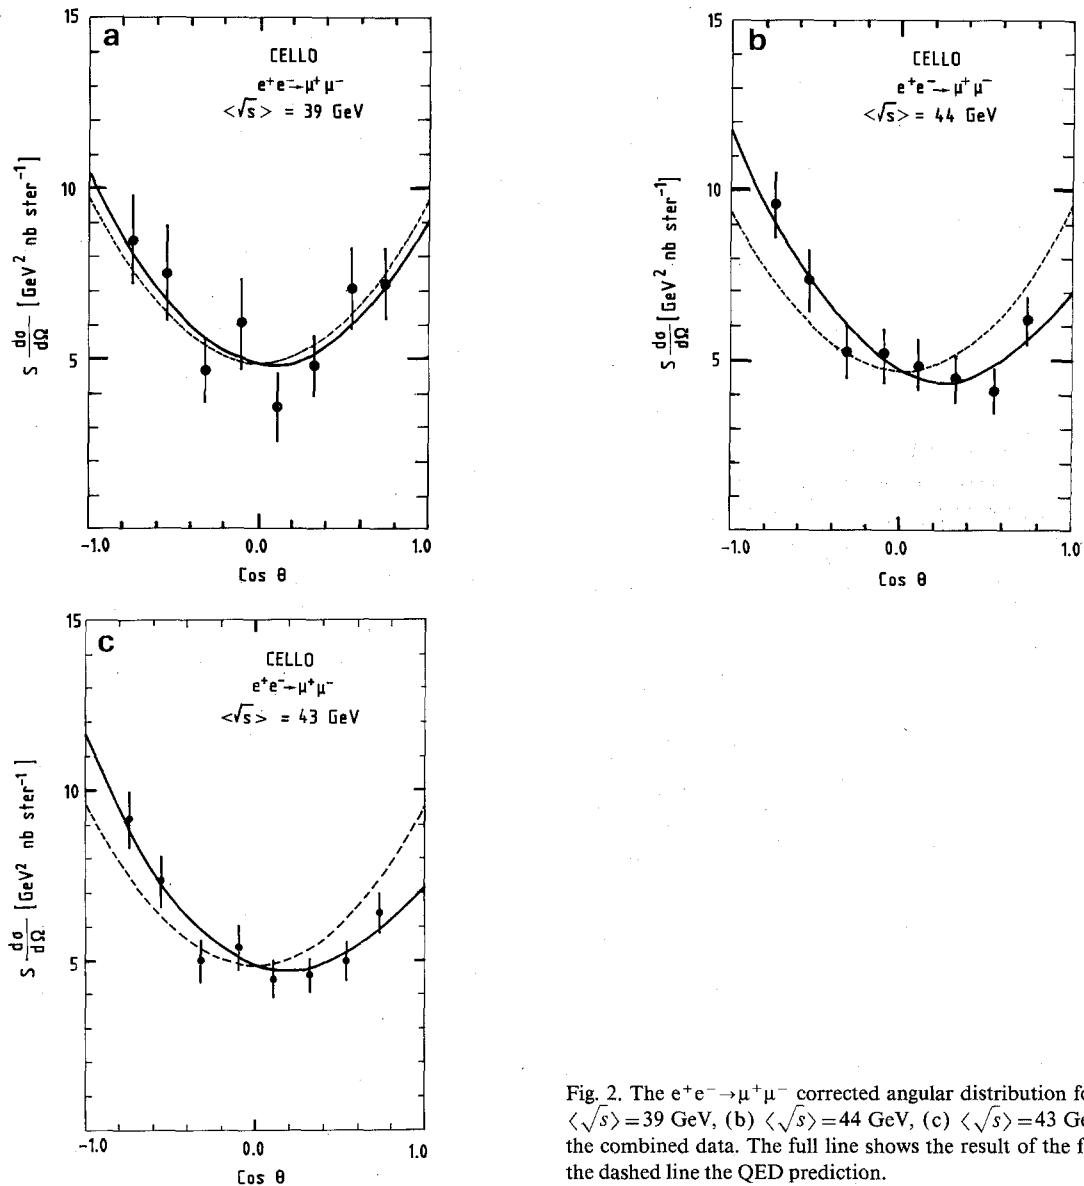 a
CELLO
e⁺e⁻→μ⁺μ⁻
<√s> = 39 GeV
S dσ/dΩ [GeV² nb ster⁻¹]
15
10
5
-1.0 0.0 1.0
Cos θ
b
CELLO
e⁺e⁻→μ⁺μ⁻
<√s> = 44 GeV
S dσ/dΩ [GeV² nb ster⁻¹]
15
10
5
-1.0 0.0 1.0
Cos θ
c
CELLO
e⁺e⁻→μ⁺μ⁻
<√s> = 43 GeV
S dσ/dΩ [GeV² nb ster⁻¹]
15
10
5
-1.0 0.0 1.0
Cos θ
Fig. 2. The e⁺e⁻→μ⁺μ⁻ corrected angular distribution
⟨√s⟩=39 GeV, (b) ⟨√s⟩=44 GeV, (c) ⟨√s⟩=43
the combined data. The full line shows the result of the
the dashed line the QED prediction.